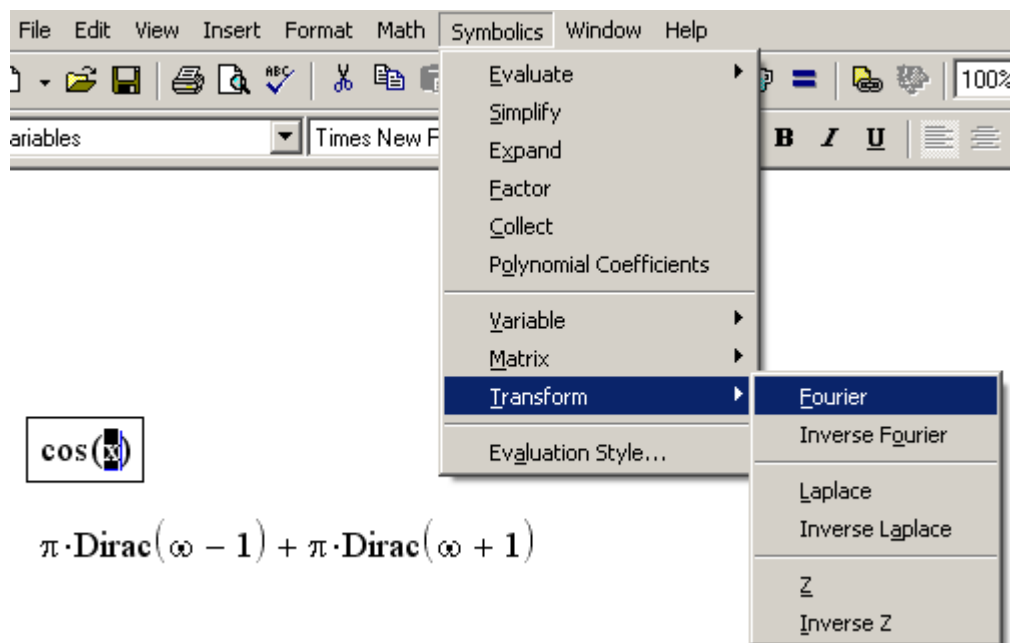 File Edit View Insert Format Math Symbolics Window Help
ABC 100%
ariables Times New F B I U
Evaluate
Simplify
Expand
Factor
Collect
Polynomial Coefficients
Variable
Matrix
Transform
Evaluation Style...
Fourier
Inverse Fourier
Laplace
Inverse Laplace
Z
Inverse Z
cos(x)
π·Dirac(ω − 1) + π·Dirac(ω + 1)